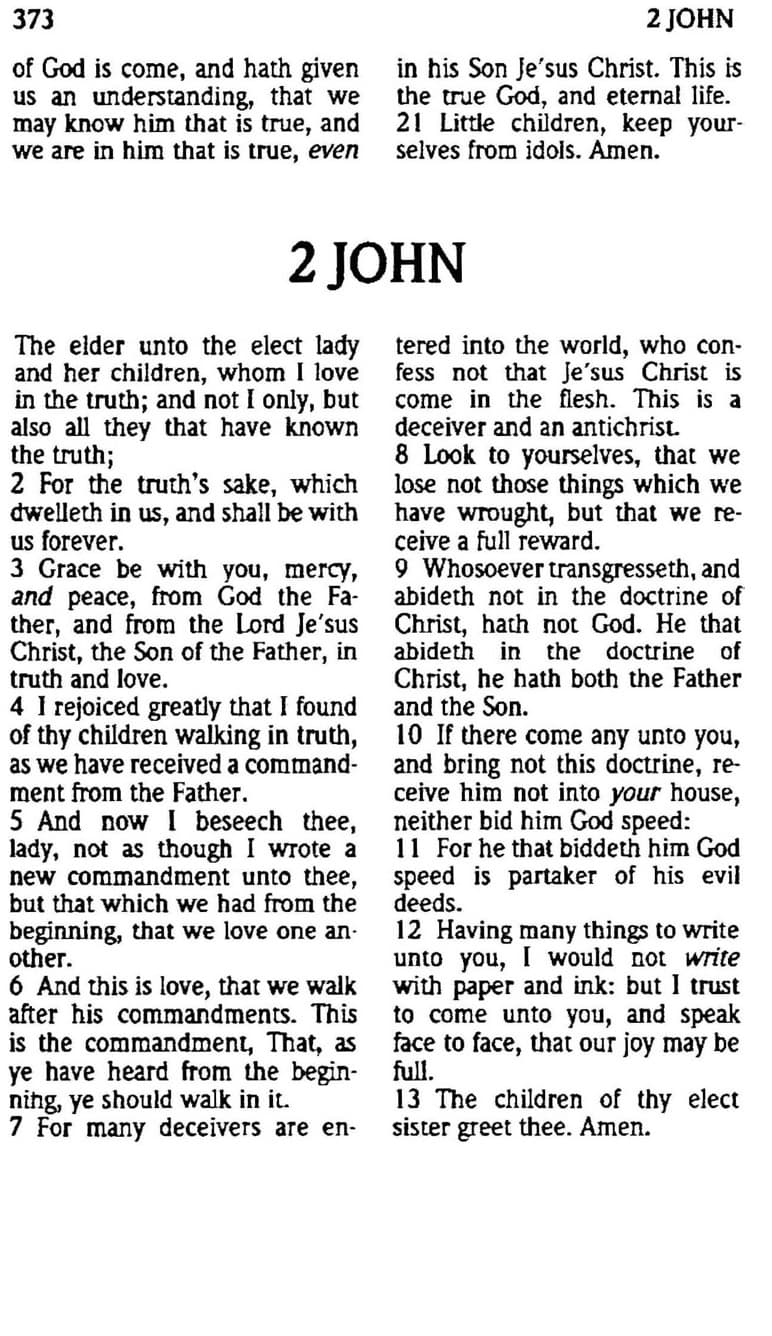 373
2 JOHN
of God is come, and hath given
us an understanding, that we
may know him that is true, and
we are in him that is true, even
in his Son Je′sus Christ. This is
the true God, and eternal life.
21 Little children, keep your-
selves from idols. Amen.
2 JOHN
The elder unto the elect lady
and her children, whom I love
in the truth; and not I only, but
also all they that have known
the truth;
2 For the truth's sake, which
dwelleth in us, and shall be with
us forever.
3 Grace be with you, mercy,
and peace, from God the Fa-
ther, and from the Lord Je′sus
Christ, the Son of the Father, in
truth and love.
4 I rejoiced greatly that I found
of thy children walking in truth,
as we have received a command-
ment from the Father.
5 And now I beseech thee,
lady, not as though I wrote a
new commandment unto thee,
but that which we had from the
beginning, that we love one an-
other.
6 And this is love, that we walk
after his commandments. This
is the commandment, That, as
ye have heard from the begin-
ning, ye should walk in it.
7 For many deceivers are en-
tered into the world, who con-
fess not that Je′sus Christ is
come in the flesh. This is a
deceiver and an antichrist.
8 Look to yourselves, that we
lose not those things which we
have wrought, but that we re-
ceive a full reward.
9 Whosoever transgresseth, and
abideth not in the doctrine of
Christ, hath not God. He that
abideth in the doctrine of
Christ, he hath both the Father
and the Son.
10 If there come any unto you,
and bring not this doctrine, re-
ceive him not into your house,
neither bid him God speed:
11 For he that biddeth him God
speed is partaker of his evil
deeds.
12 Having many things to write
unto you, I would not write
with paper and ink: but I trust
to come unto you, and speak
face to face, that our joy may be
full.
13 The children of thy elect
sister greet thee. Amen.